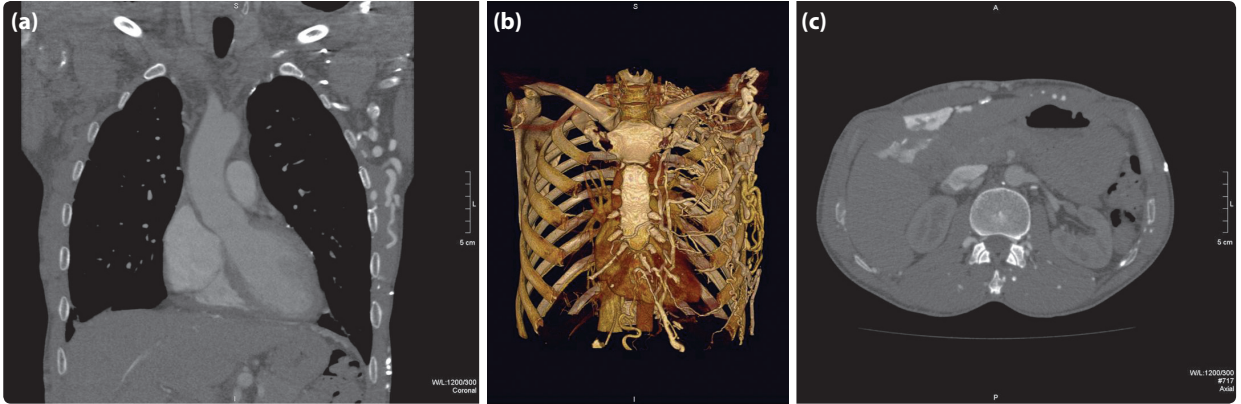 (a)
S
L
5 cm
W/L:1200/300
Coronal
I
(b)
S
I
(c)
A
L
5 cm
W/L:1200/300
#717
Axial
P